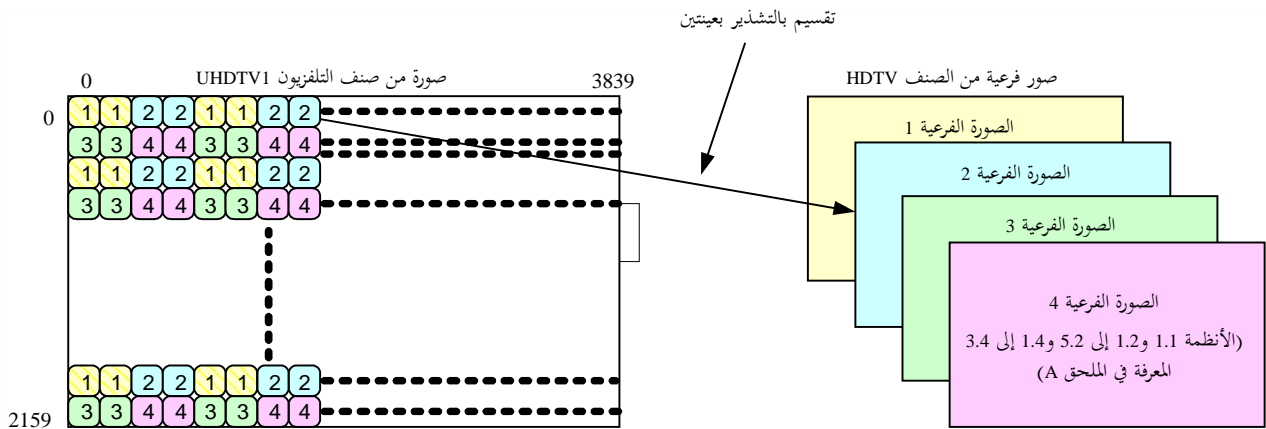 تقسيم بالتشذير بعينتين
0
صورة من صنف التلفزيون UHDTV1
3839
صور فرعية من الصنف HDTV
0
1 1 2 2 1 1 2 2
3 3 4 4 3 3 4 4
1 1 2 2 1 1 2 2
3 3 4 4 3 3 4 4
1 1 2 2 1 1 2 2
3 3 4 4 3 3 4 4
2159
الصورة الفرعية 1
الصورة الفرعية 2
الصورة الفرعية 3
الصورة الفرعية 4
(الأنظمة 1.1 و1.2 إلى 5.2 و1.4 إلى 3.4
المعرفة في الملحق A)